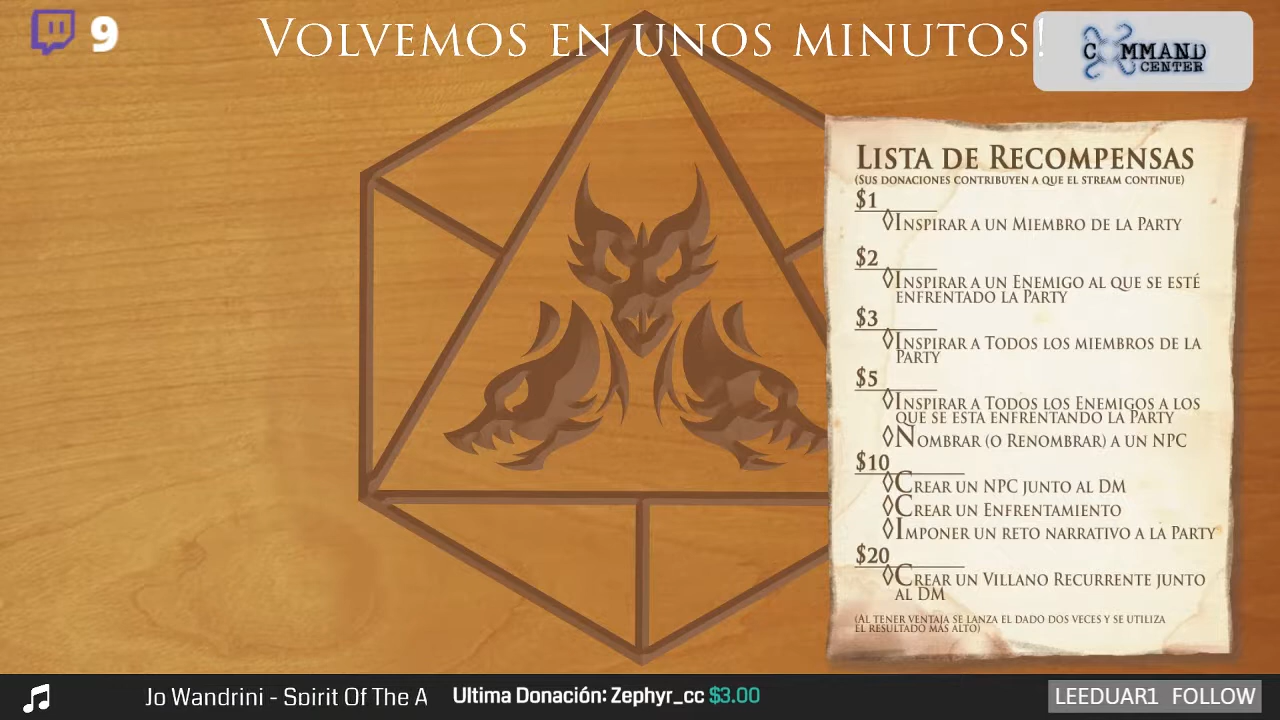 9
VOLVEMOS EN UNOS MINUTOS!
COMMAND
CENTER
LISTA DE RECOMPENSAS
(SUS DONACIONES CONTRIBUYEN A QUE EL STREAM CONTINUE)
$1
◊INSPIRAR A UN MIEMBRO DE LA PARTY
$2
◊INSPIRAR A UN ENEMIGO AL QUE SE ESTÉ
ENFRENTADO LA PARTY
$3
◊INSPIRAR A TODOS LOS MIEMBROS DE LA
PARTY
$5
◊INSPIRAR A TODOS LOS ENEMIGOS A LOS
QUE SE ESTA ENFRENTANDO LA PARTY
◊NOMBRAR (O RENOMBRAR) A UN NPC
$10
◊CREAR UN NPC JUNTO AL DM
◊CREAR UN ENFRENTAMIENTO
◊IMPONER UN RETO NARRATIVO A LA PARTY
$20
◊CREAR UN VILLANO RECURRENTE JUNTO
AL DM
(AL TENER VENTAJA SE LANZA EL DADO DOS VECES Y SE UTILIZA
EL RESULTADO MÁS ALTO)
Jo Wandrini - Spirit Of The A
Ultima Donación: Zephyr_cc $3.00
LEEDUAR1 FOLLOW